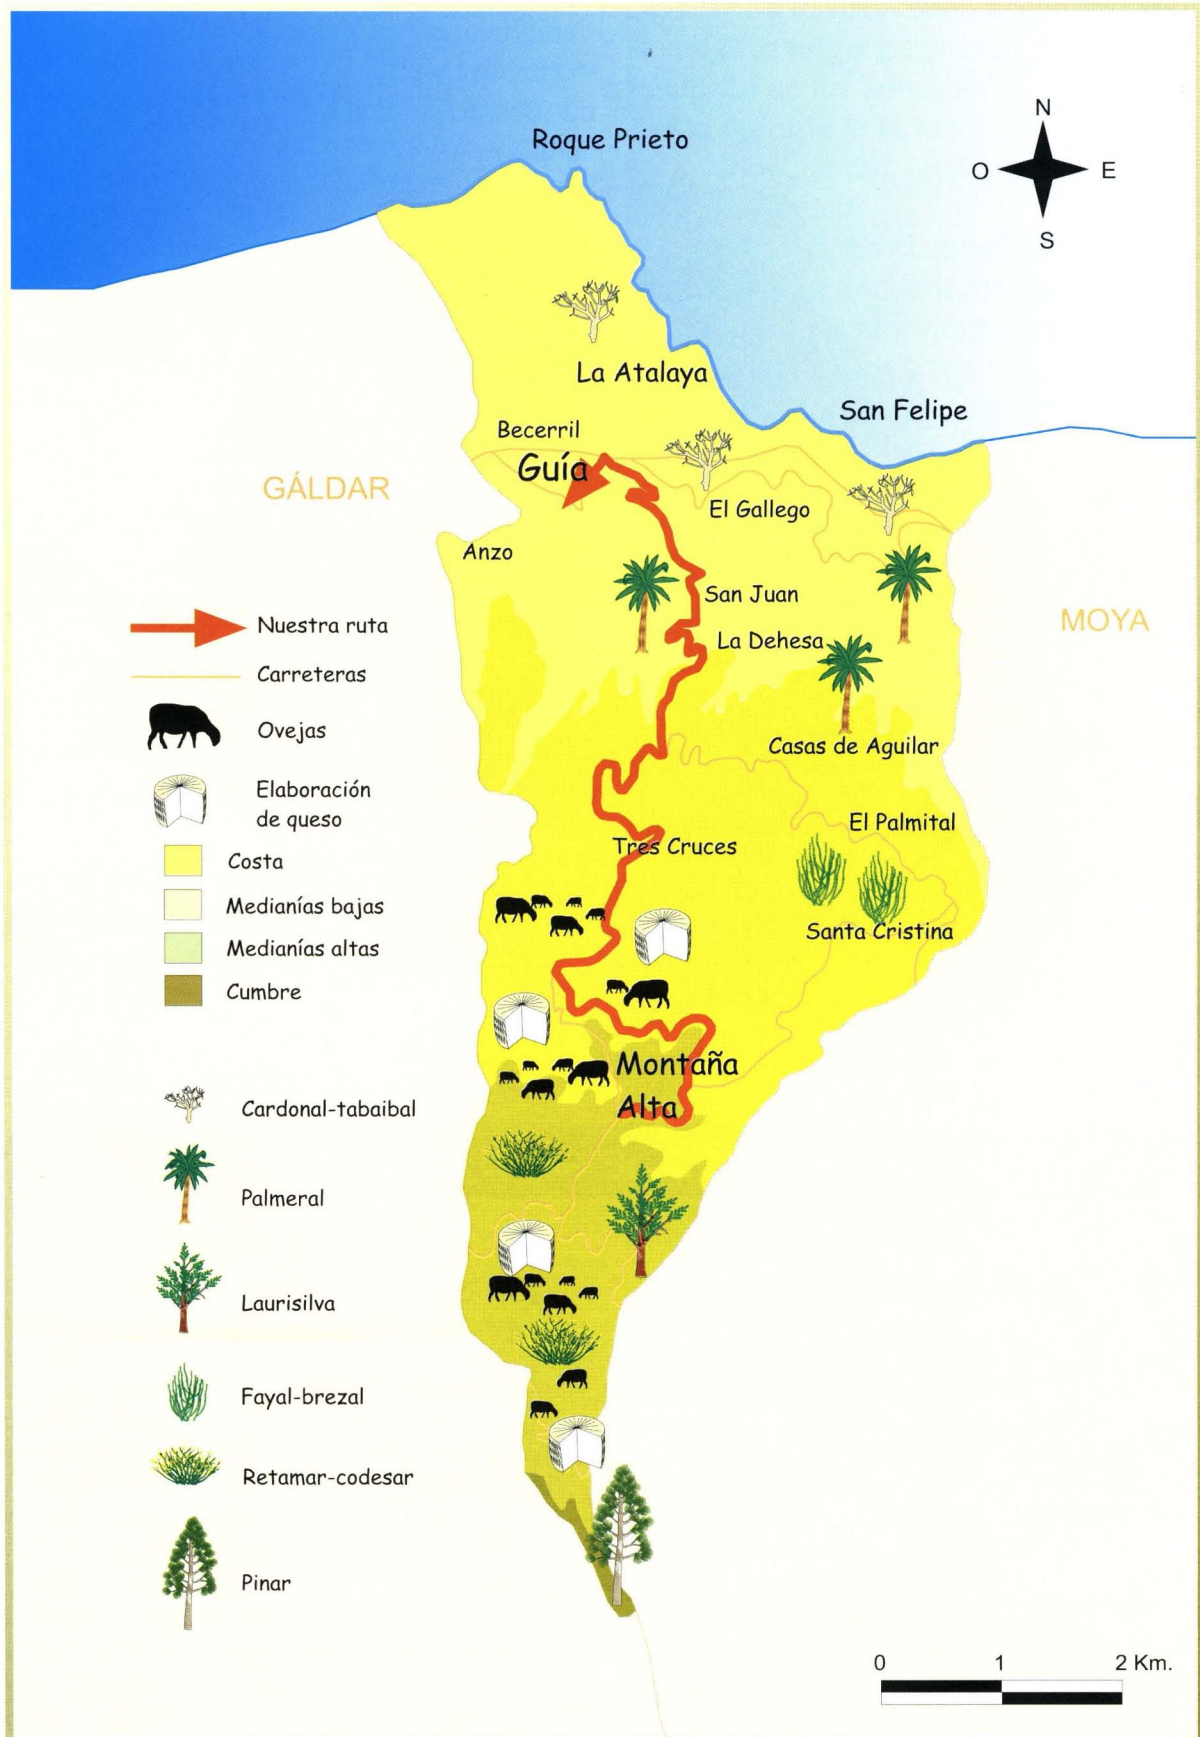 Roque Prieto
N
O
E
S
La Atalaya
San Felipe
Becerril
Guía
GÁLDAR
El Gallego
Anzo
San Juan
MOYA
La Dehesa
Nuestra ruta
Carreteras
Ovejas
Casas de Aguilar
Elaboración
de queso
El Palmital
Tres Cruces
Costa
Medianías bajas
Santa Cristina
Medianías altas
Cumbre
Montaña
Alta
Cardonal-tabaibal
Palmeral
Laurisilva
Fayal-brezal
Retamar-codesar
Pinar
0 1 2 Km.